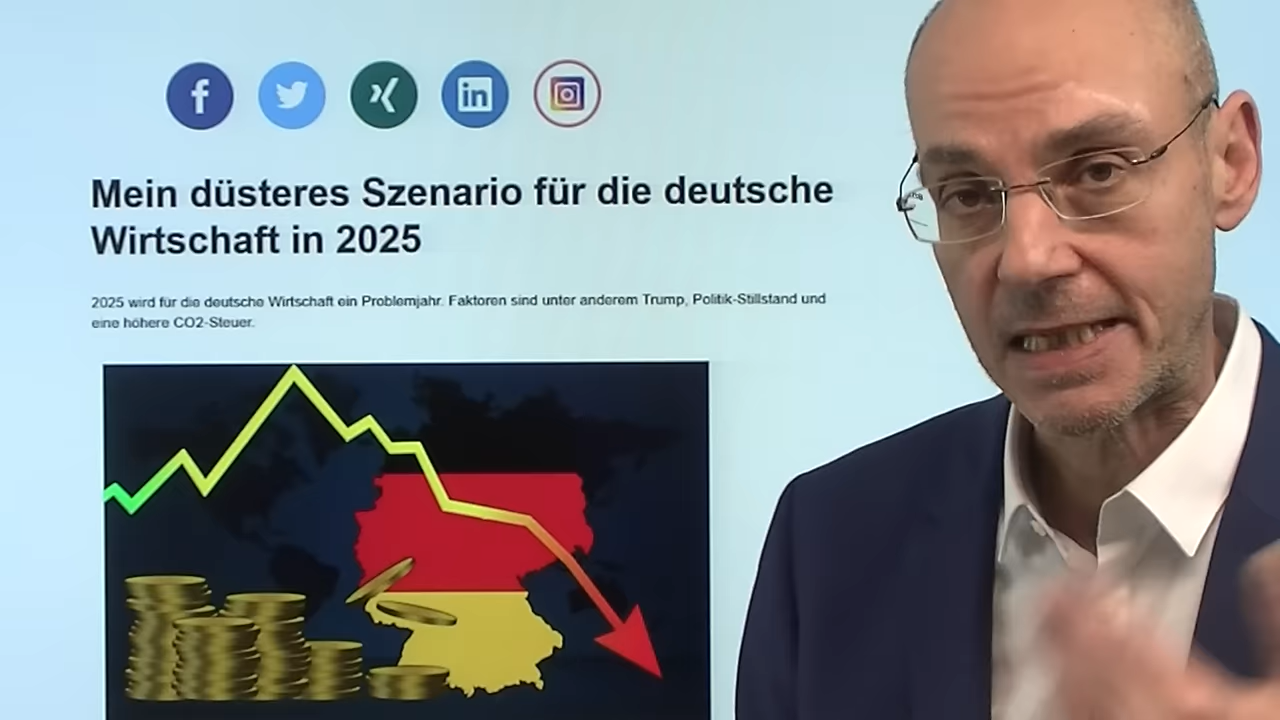 f
in
Mein düsteres Szenario für die deutsche
Wirtschaft in 2025
2025 wird für die deutsche Wirtschaft ein Problemjahr. Faktoren sind unter anderem Trump, Politik-Stillstand und
eine höhere CO2-Steuer.